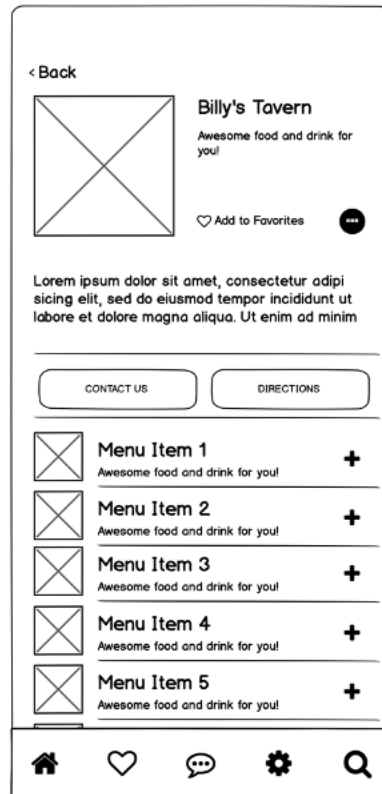 < Back
Billy's Tavern
Awesome food and drink for
you!
Add to Favorites
Lorem ipsum dolor sit amet, consectetur adipi
sicing elit, sed do eiusmod tempor incididunt ut
labore et dolore magna aliqua. Ut enim ad minim
CONTACT US
DIRECTIONS
Menu Item 1
Awesome food and drink for you!
Menu Item 2
Awesome food and drink for you!
Menu Item 3
Awesome food and drink for you!
Menu Item 4
Awesome food and drink for you!
Menu Item 5
Awesome food and drink for you!